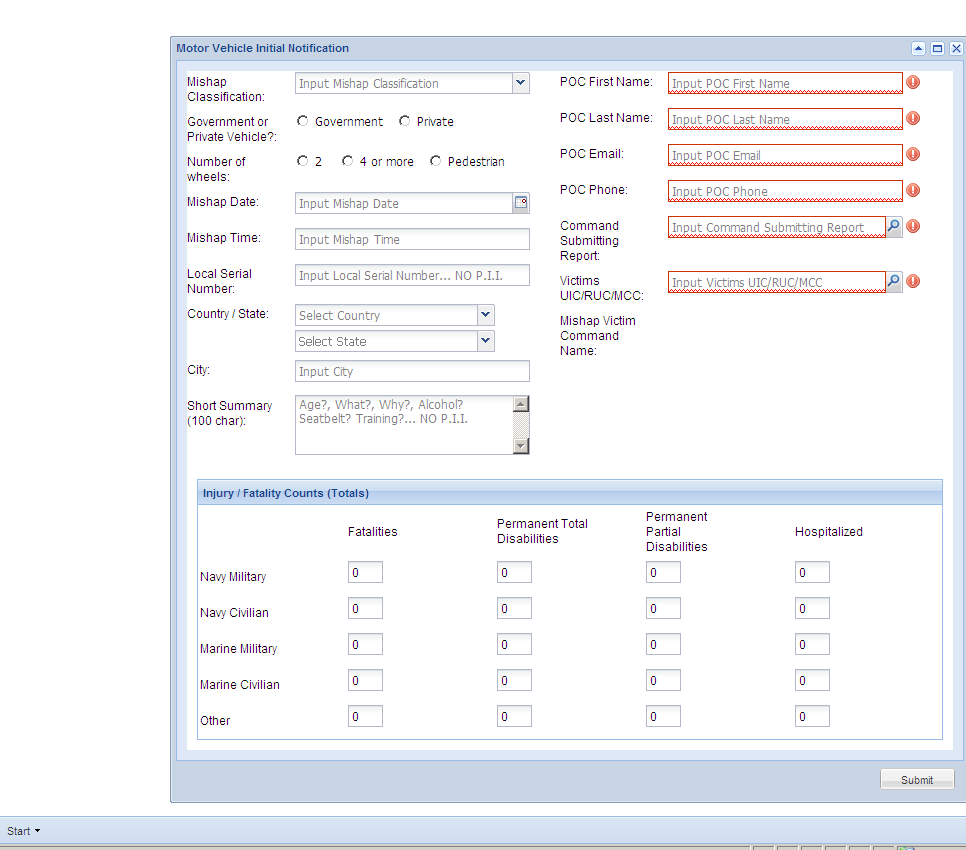 Motor Vehicle Initial Notification
Mishap
Classification:
Input Mishap Classification
Government or
Private Vehicle?:
Government Private
Number of
wheels:
2 4 or more Pedestrian
Mishap Date:
Input Mishap Date
Mishap Time:
Input Mishap Time
Local Serial
Number:
Input Local Serial Number... NO P.I.I.
Country / State:
Select Country
Select State
City:
Input City
Short Summary
(100 char):
Age?, What?, Why?, Alcohol?
Seatbelt? Training?... NO P.I.I.
POC First Name:
Input POC First Name
POC Last Name:
Input POC Last Name
POC Email:
Input POC Email
POC Phone:
Input POC Phone
Command
Submitting
Report:
Input Command Submitting Report
Victims
UIC/RUC/MCC:
Input Victims UIC/RUC/MCC
Mishap Victim
Command
Name:
Injury / Fatality Counts (Totals)
Fatalities
Permanent Total
Disabilities
Permanent
Partial
Disabilities
Hospitalized
Navy Military 0 0 0 0
Navy Civilian 0 0 0 0
Marine Military 0 0 0 0
Marine Civilian 0 0 0 0
Other 0 0 0 0
Submit
Start